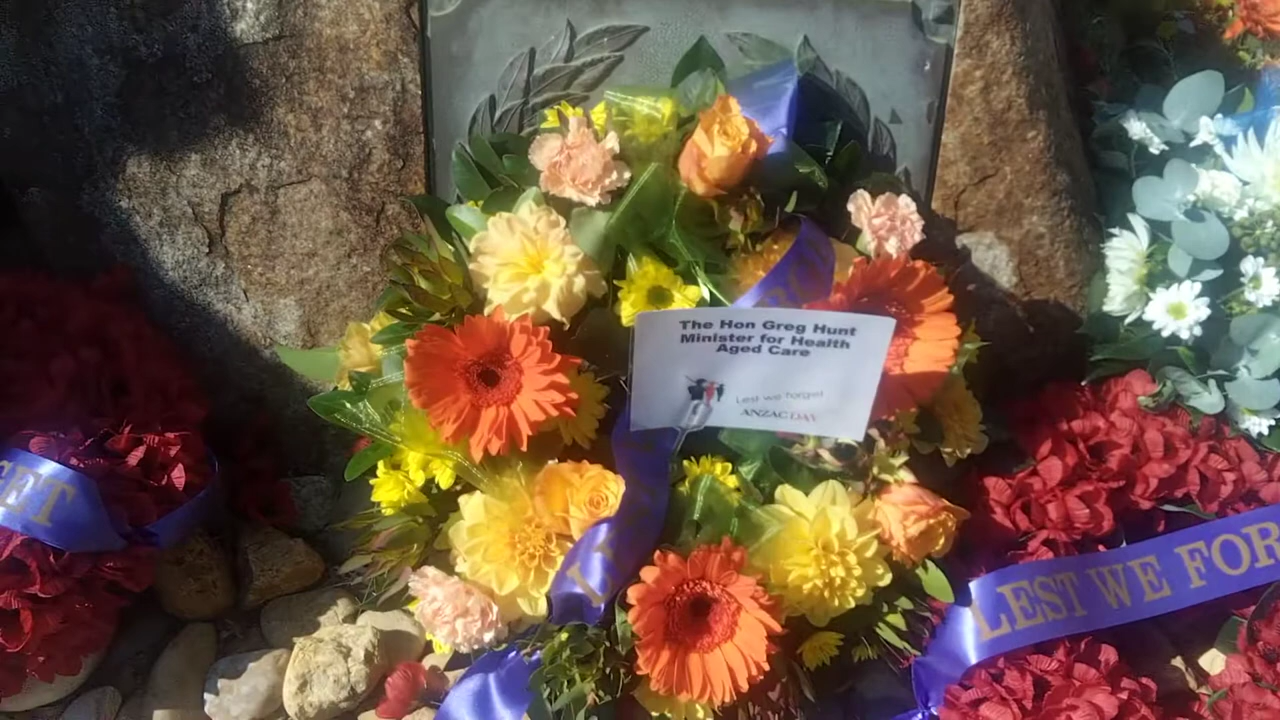 The Hon Greg Hunt
Minister for Health
Aged Care
Lest we forget
ANZAC DAY
LEST WE FOR
GET